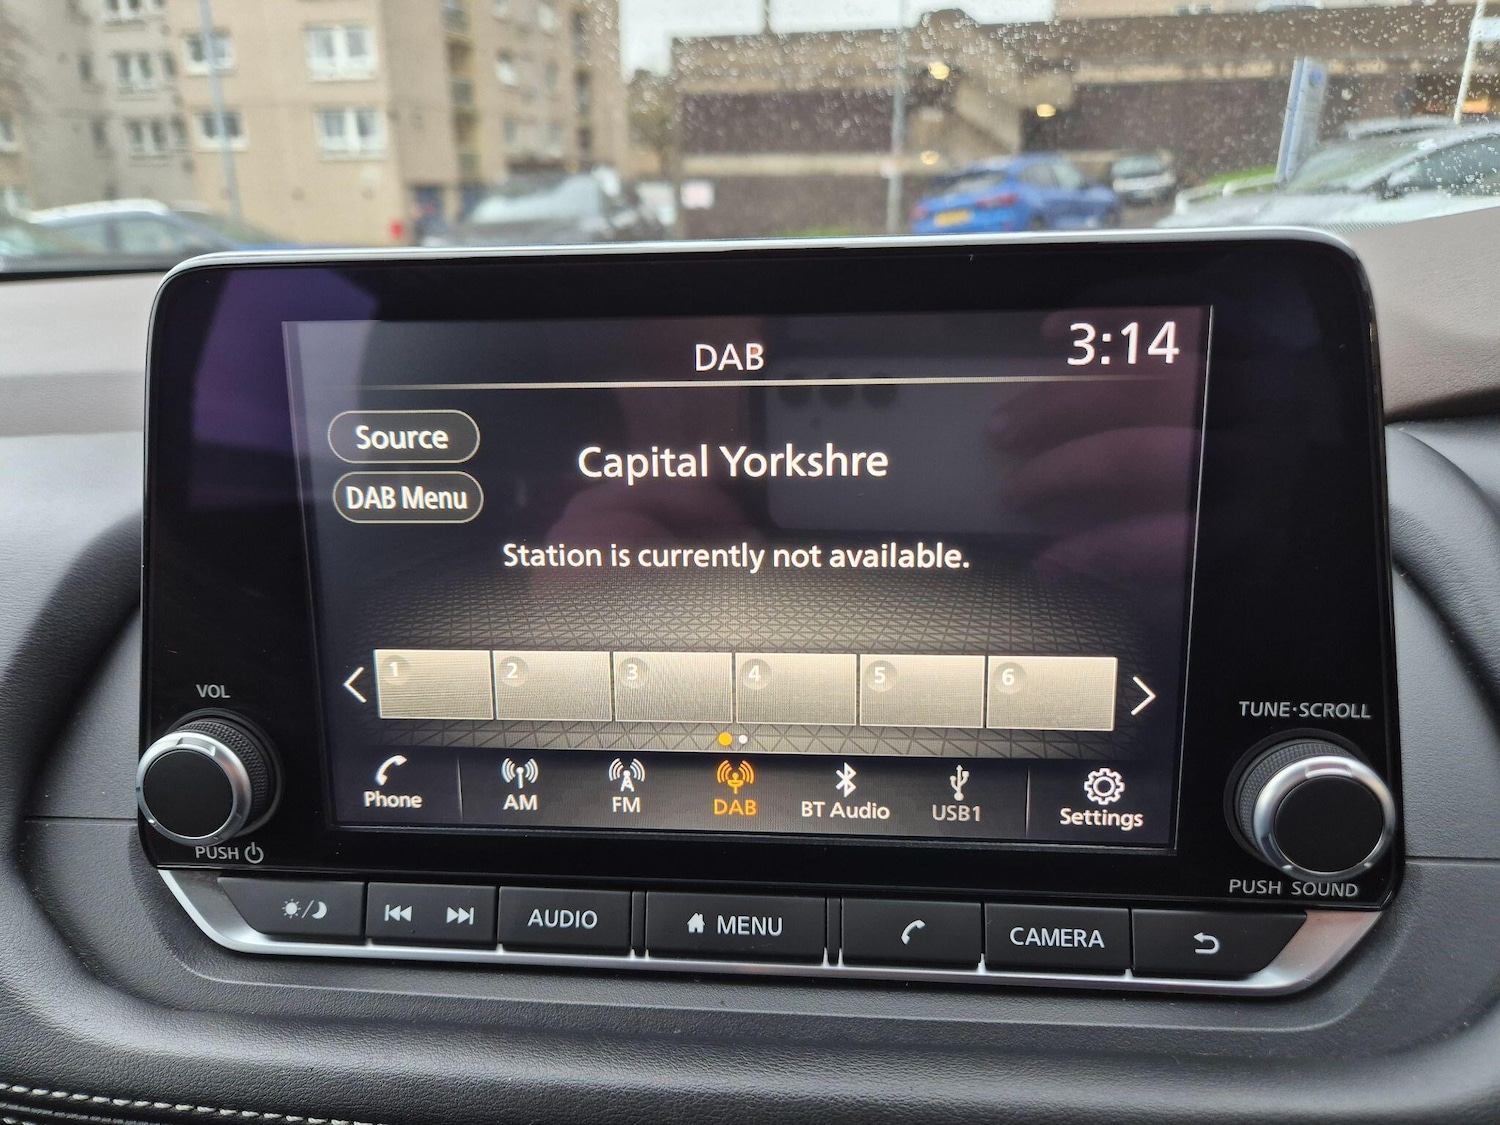 DAB
3:14
Source
Capital Yorkshre
DAB Menu
Station is currently not available.
1 2 3 4 5 6
Phone AM FM DAB BT Audio USB1 Settings
VOL
TUNE·SCROLL
PUSH
PUSH SOUND
AUDIO MENU CAMERA